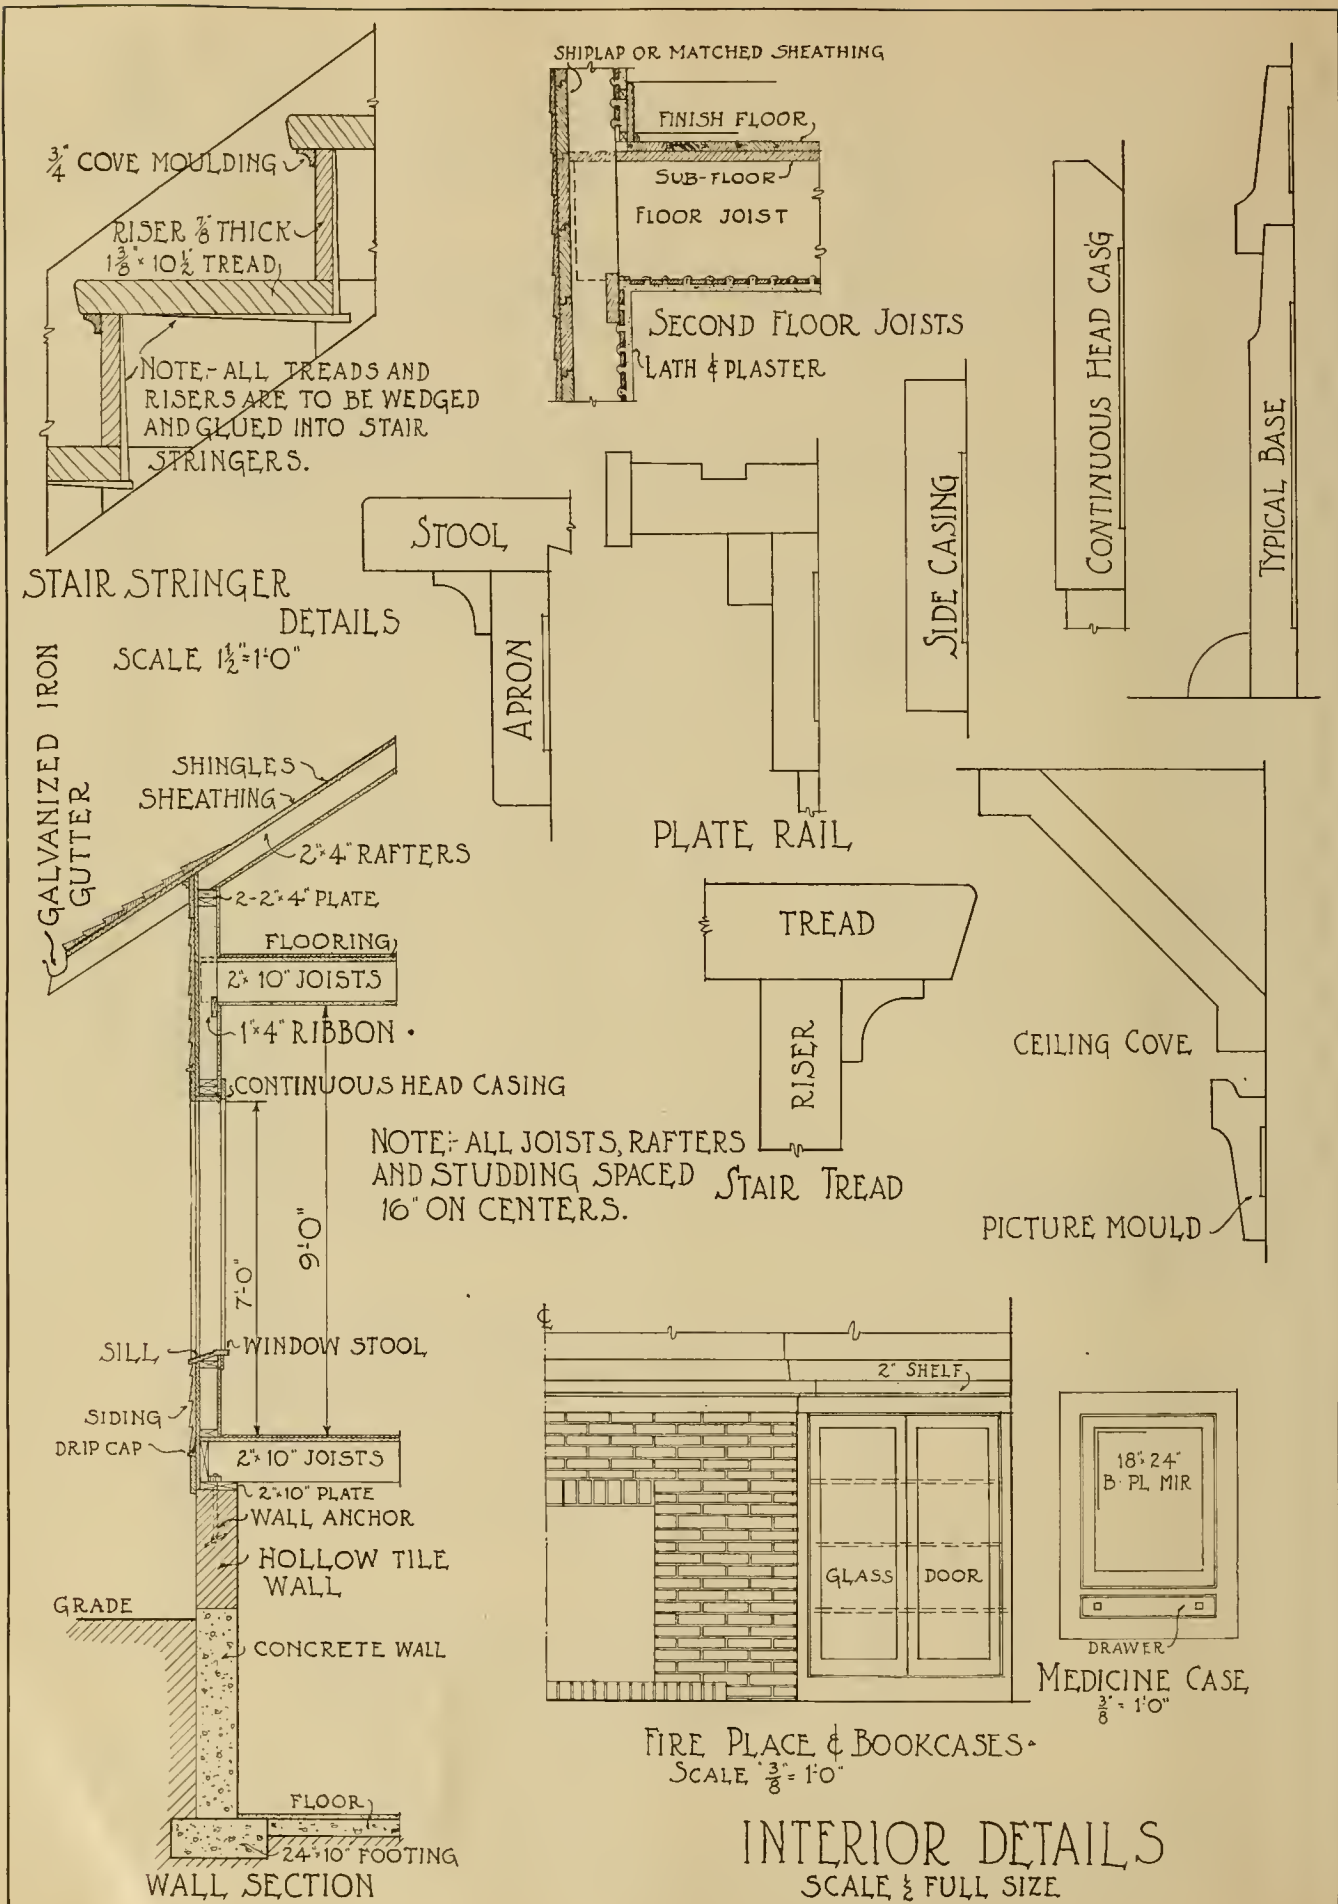 3/4" COVE MOULDING
RISER 7/8" THICK
1 3/8" × 10 1/2" TREAD
NOTE:- ALL TREADS AND
RISERS ARE TO BE WEDGED
AND GLUED INTO STAIR
STRINGERS.
STAIR STRINGER
DETAILS
SCALE 1 1/2" = 1'-0"
SHIPLAP OR MATCHED SHEATHING
FINISH FLOOR
SUB-FLOOR
FLOOR JOIST
SECOND FLOOR JOISTS
LATH & PLASTER
STOOL
APRON
PLATE RAIL
SIDE CASING
CONTINUOUS HEAD CAS'G
TYPICAL BASE
GALVANIZED IRON
GUTTER
SHINGLES
SHEATHING
2"×4" RAFTERS
2-2"×4" PLATE
FLOORING
2"×10" JOISTS
1"×4" RIBBON
CONTINUOUS HEAD CASING
7'-0"
9'-0"
SILL
WINDOW STOOL
SIDING
DRIP CAP
2"×10" JOISTS
2"×10" PLATE
WALL ANCHOR
HOLLOW TILE
WALL
GRADE
CONCRETE WALL
FLOOR
24"×10" FOOTING
WALL SECTION
NOTE:- ALL JOISTS, RAFTERS
AND STUDDING SPACED
16" ON CENTERS.
TREAD
RISER
STAIR TREAD
CEILING COVE
PICTURE MOULD
℄
2" SHELF
GLASS DOOR
FIRE PLACE & BOOKCASES
SCALE 3/8" = 1'-0"
18"×24"
B. PL MIR
DRAWER
MEDICINE CASE
3/8" = 1'0"
INTERIOR DETAILS
SCALE 1/2 FULL SIZE